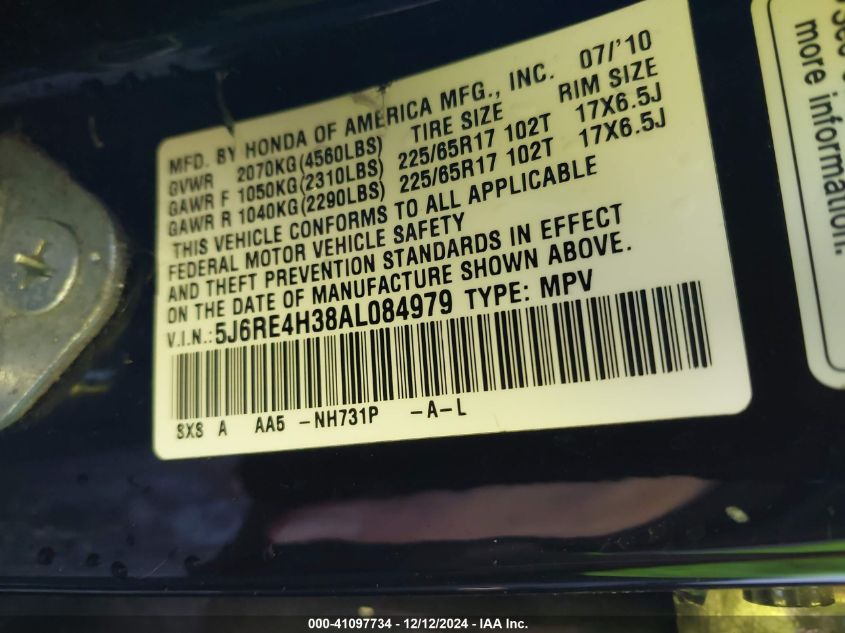 MFD. BY HONDA OF AMERICA MFG., INC. 07/'10
GVWR 2070KG(4560LBS) TIRE SIZE RIM SIZE
GAWR F 1050KG(2310LBS) 225/65R17 102T 17X6.5J
GAWR R 1040KG(2290LBS) 225/65R17 102T 17X6.5J
THIS VEHICLE CONFORMS TO ALL APPLICABLE
FEDERAL MOTOR VEHICLE SAFETY
AND THEFT PREVENTION STANDARDS IN EFFECT
ON THE DATE OF MANUFACTURE SHOWN ABOVE.
V.I.N.:5J6RE4H38AL084979 TYPE: MPV
SXS A AA5 -NH731P -A-L
more information.
000-41097734 - 12/12/2024 - IAA Inc.